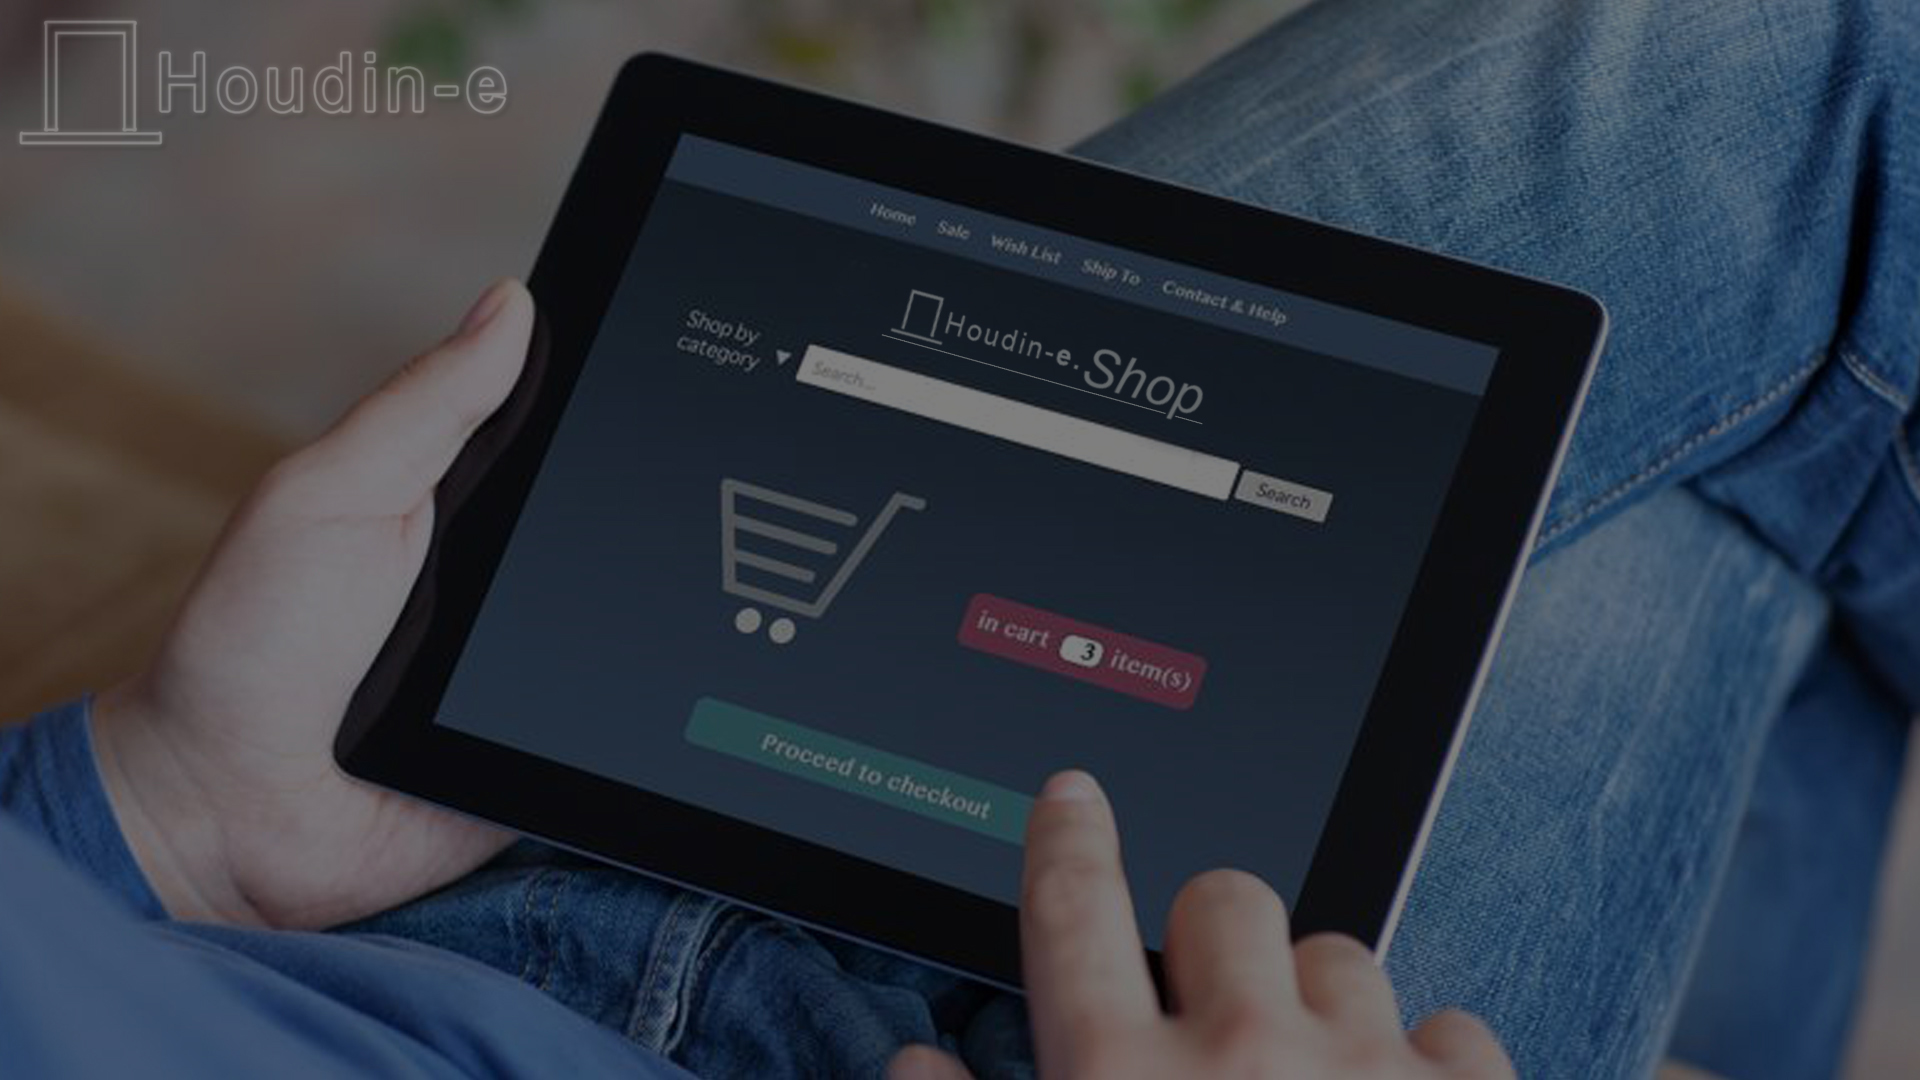 Houdin-e
Home Sale Wish List Ship To Contact & Help
Houdin-e.Shop
Shop by
category
Search...
Search
in cart 3 item(s)
Proceed to checkout